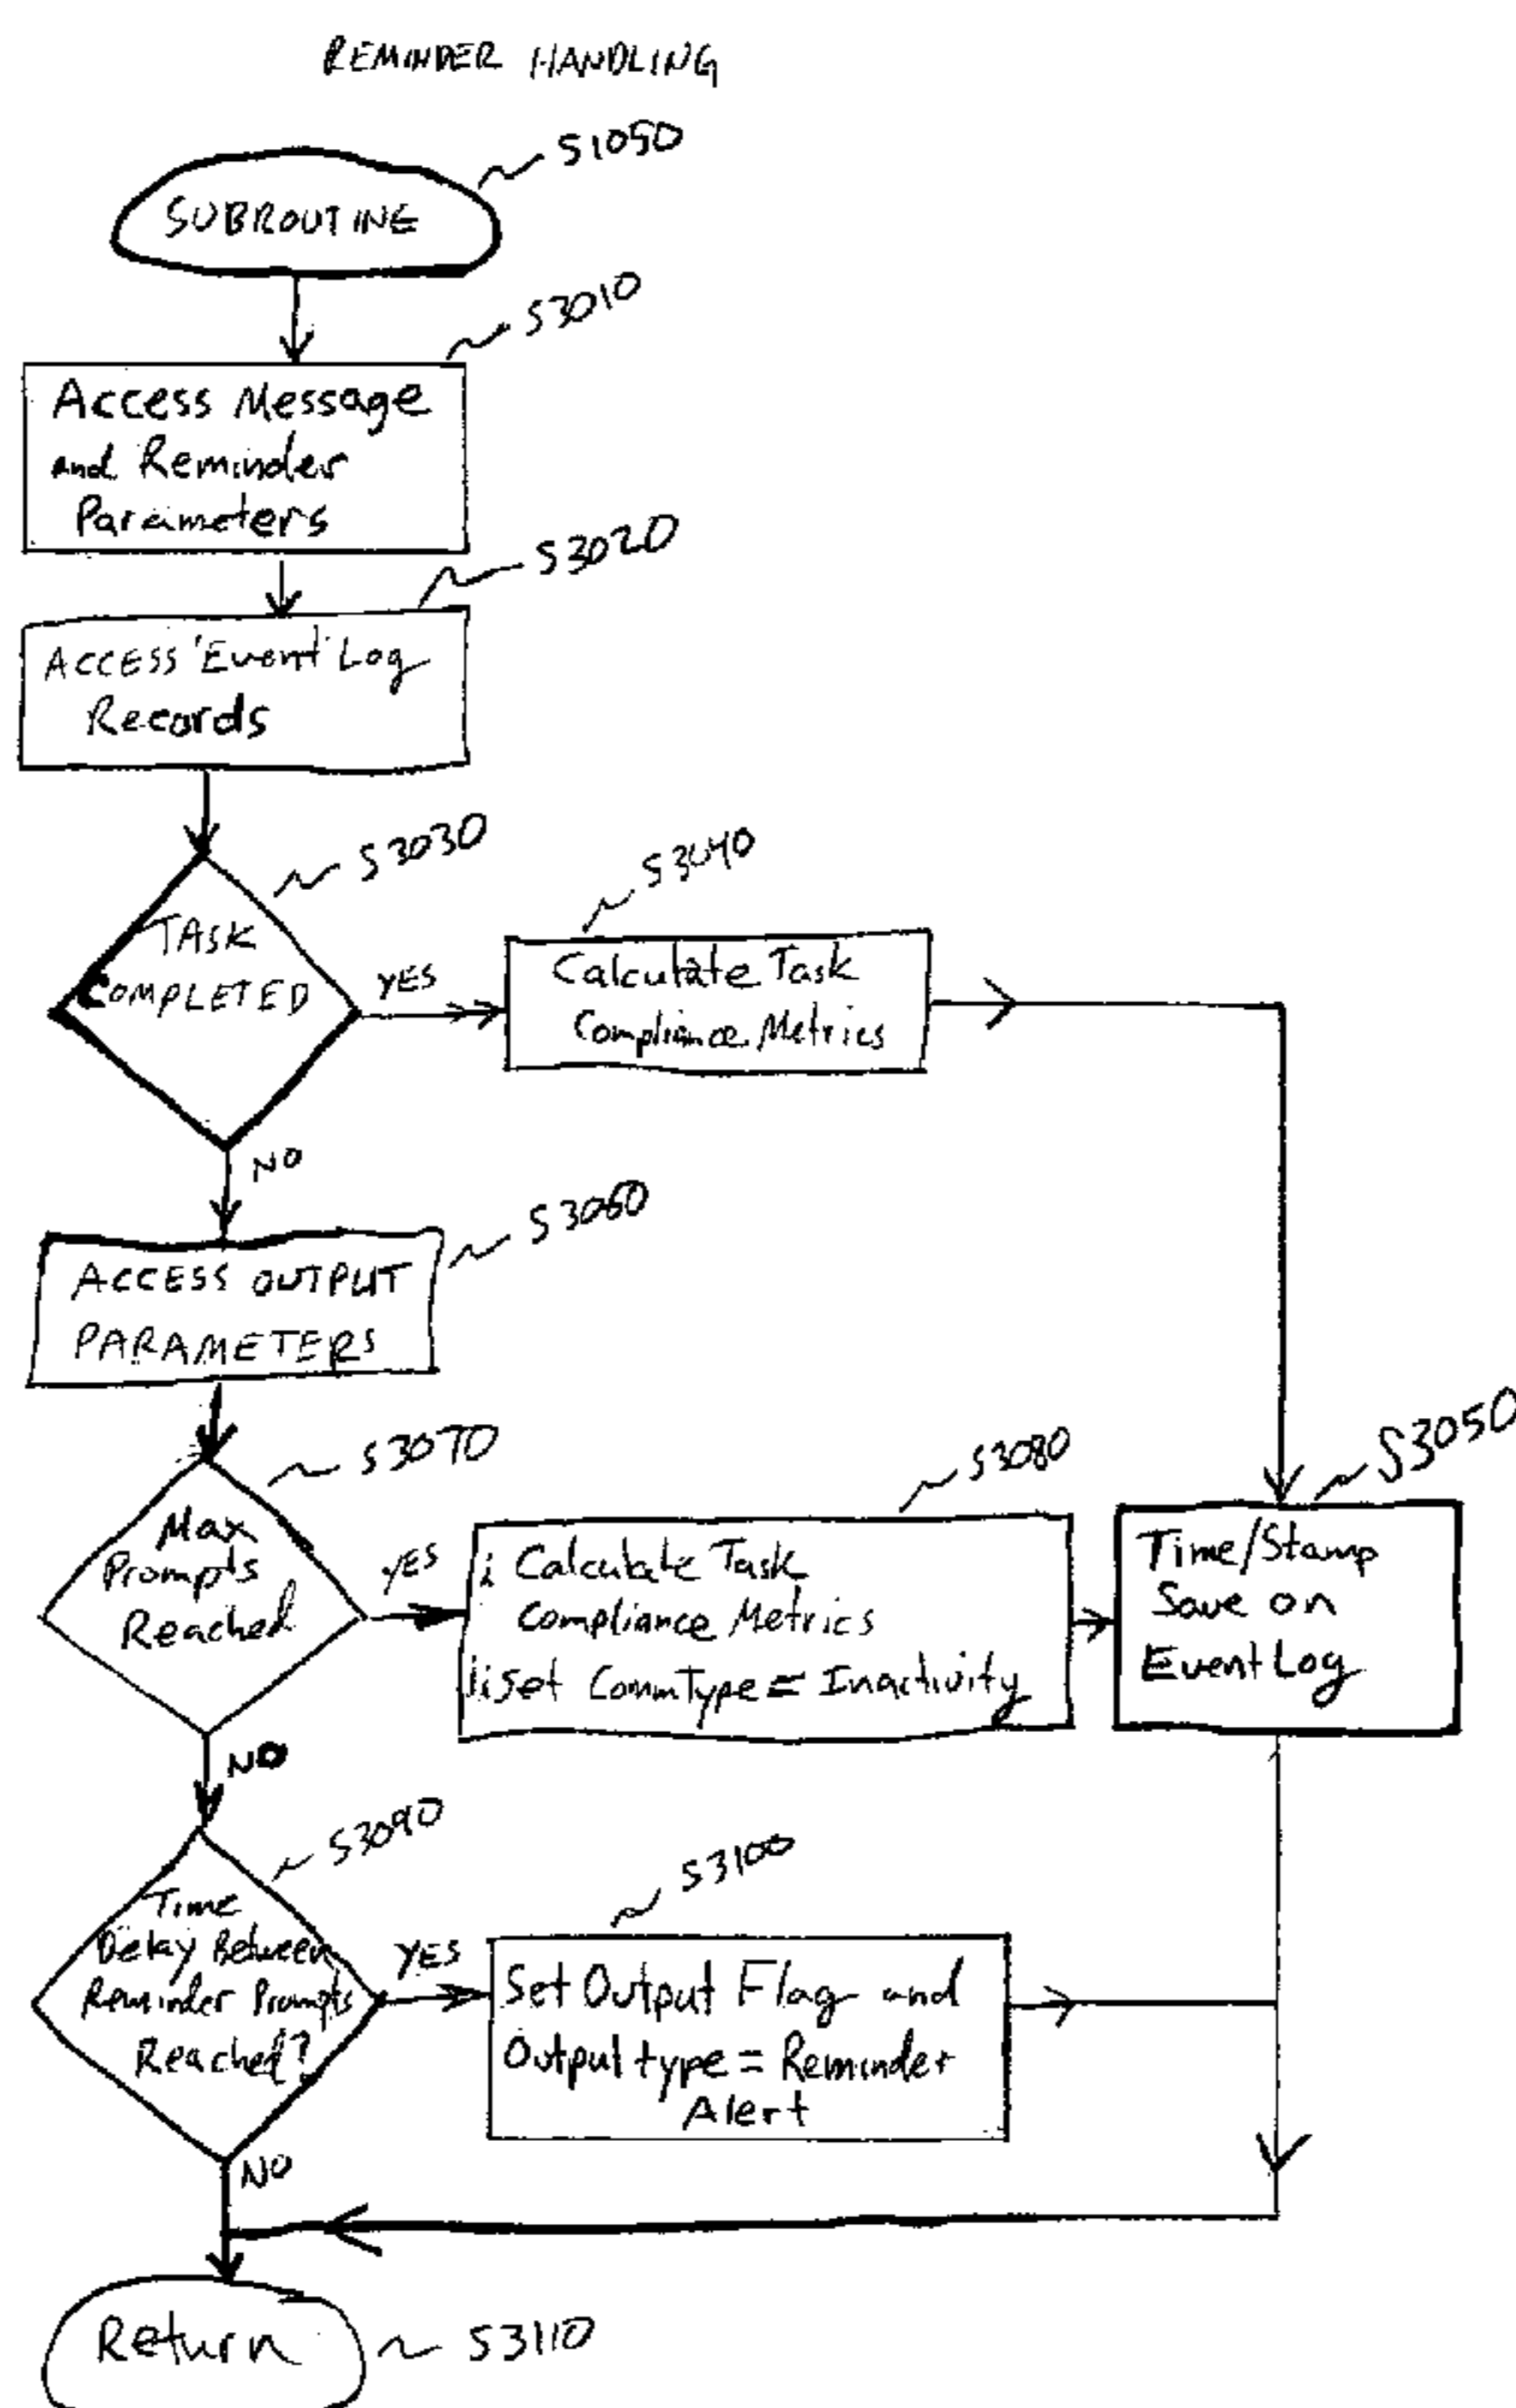 REMINDER HANDLING
S1050
SUBROUTINE
S3010
Access Message
and Reminder
Parameters
S3020
ACCESS 'Event' Log
Records
S3030
TASK
COMPLETED
YES
NO
S3040
Calculate Task
Compliance Metrics
S3060
ACCESS OUTPUT
PARAMETERS
S3070
Max
Prompts
Reached
YES
NO
S3080
i Calculate Task
Compliance Metrics
ii Set CommType = Inactivity
S3050
Time/Stamp
Save on
Event Log
S3090
Time
Delay Between
Reminder Prompts
Reached?
YES
NO
S3100
Set Output Flag and
Output type = Reminder
Alert
Return
S3110